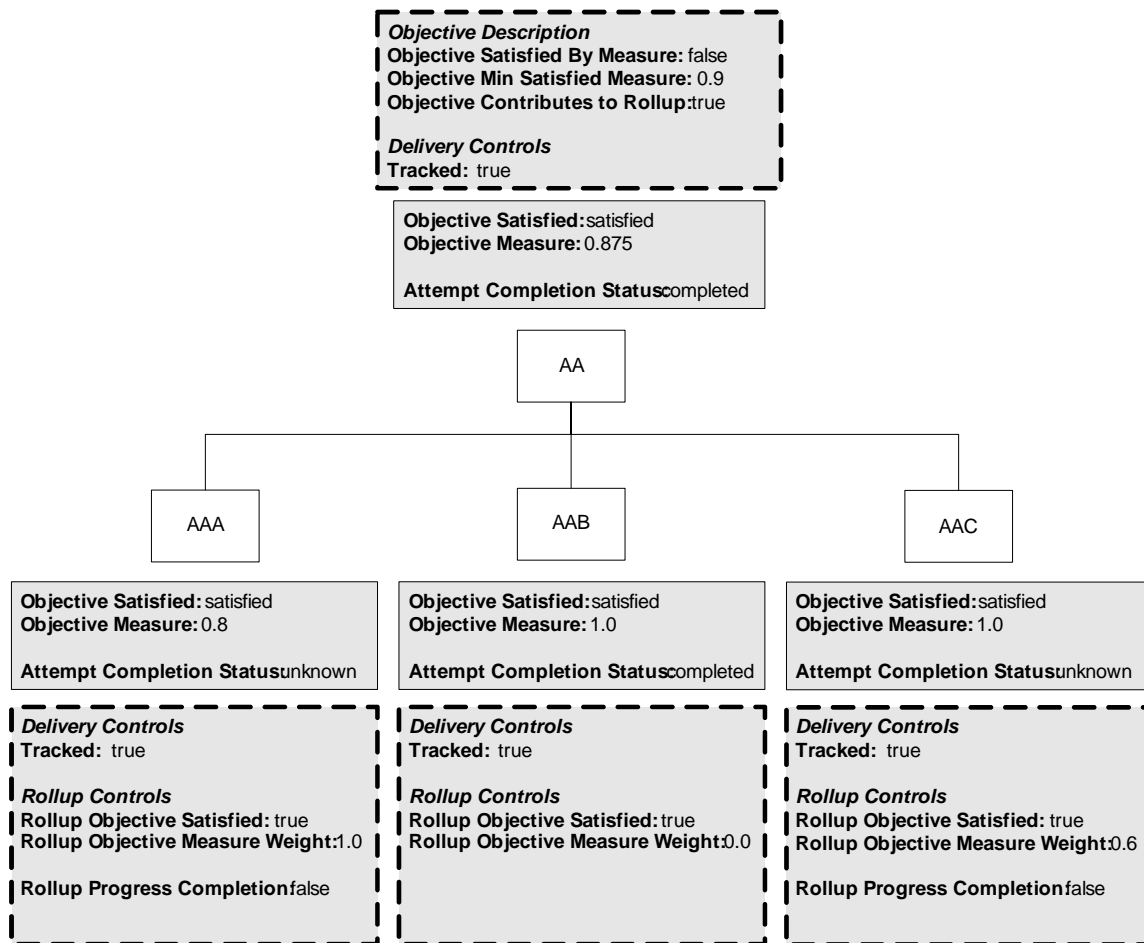 Objective Description
Objective Satisfied By Measure: false
Objective Min Satisfied Measure: 0.9
Objective Contributes to Rollup:true
Delivery Controls
Tracked: true
Objective Satisfied: satisfied
Objective Measure: 0.875
Attempt Completion Status: completed
AA
AAA
AAB
AAC
Objective Satisfied: satisfied
Objective Measure: 0.8
Attempt Completion Status: unknown
Delivery Controls
Tracked: true
Rollup Controls
Rollup Objective Satisfied: true
Rollup Objective Measure Weight: 1.0
Rollup Progress Completion: false
Objective Satisfied: satisfied
Objective Measure: 1.0
Attempt Completion Status: completed
Delivery Controls
Tracked: true
Rollup Controls
Rollup Objective Satisfied: true
Rollup Objective Measure Weight: 0.0
Objective Satisfied: satisfied
Objective Measure: 1.0
Attempt Completion Status: unknown
Delivery Controls
Tracked: true
Rollup Controls
Rollup Objective Satisfied: true
Rollup Objective Measure Weight: 0.6
Rollup Progress Completion: false